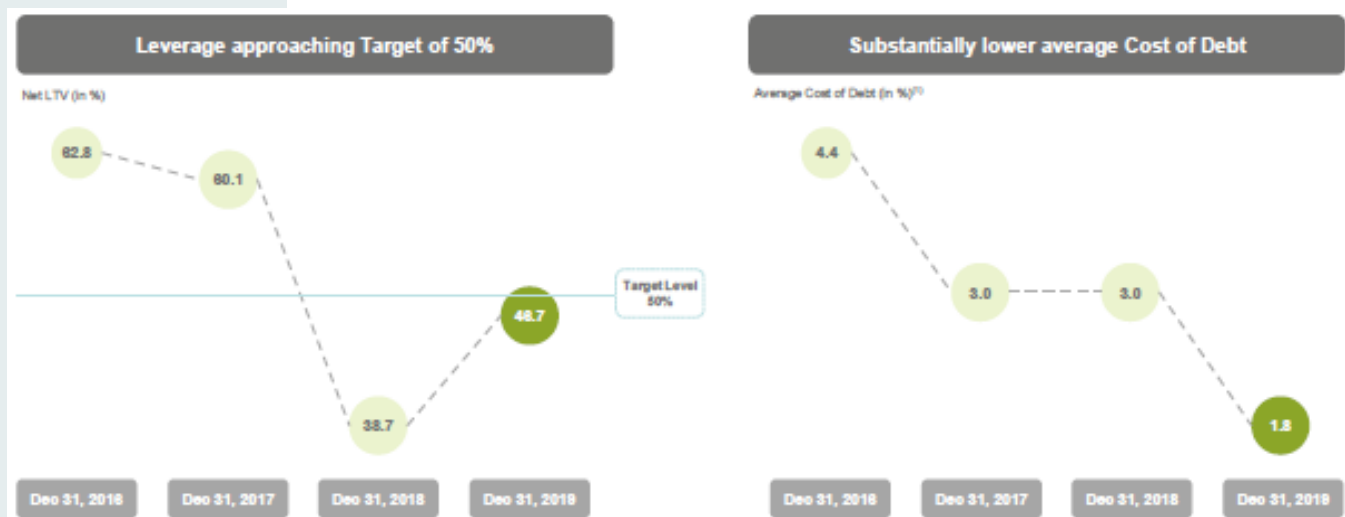 Leverage approaching Target of 50%
Net LTV (in %)
62.8
60.1
38.7
46.7
Target Level
50%
Dec 31, 2016
Dec 31, 2017
Dec 31, 2018
Dec 31, 2019
Substantially lower average Cost of Debt
Average Cost of Debt (in %)(1)
4.4
3.0
3.0
1.8
Dec 31, 2016
Dec 31, 2017
Dec 31, 2018
Dec 31, 2019